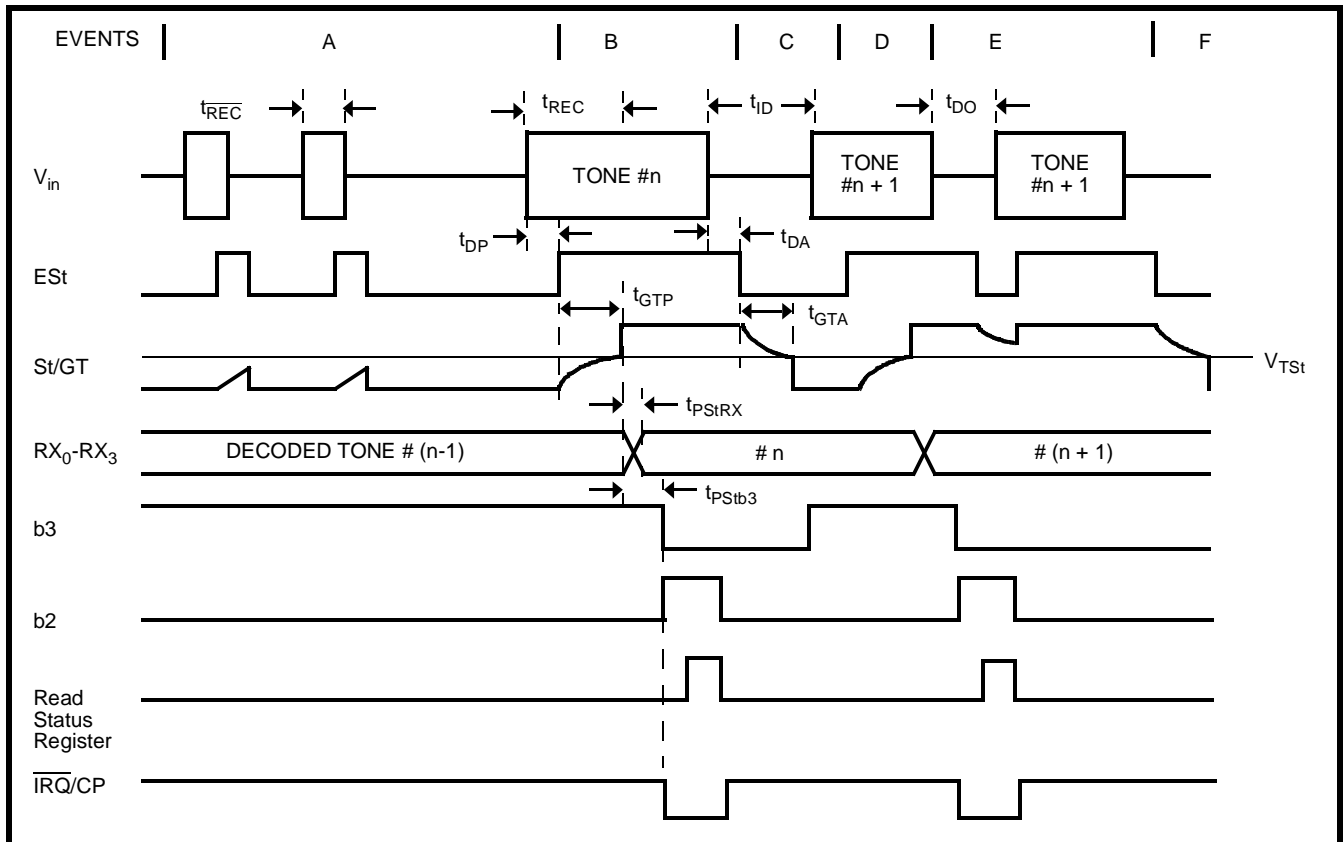 EVENTS A B C D E F
tREC tREC tID tDO
Vin TONE #n TONE #n + 1 TONE #n + 1
tDP tDA
ESt
tGTP tGTA
St/GT VTSt
tPStRX
RX0-RX3 DECODED TONE # (n-1) # n # (n + 1)
tPStb3
b3
b2
Read
Status
Register
IRQ/CP